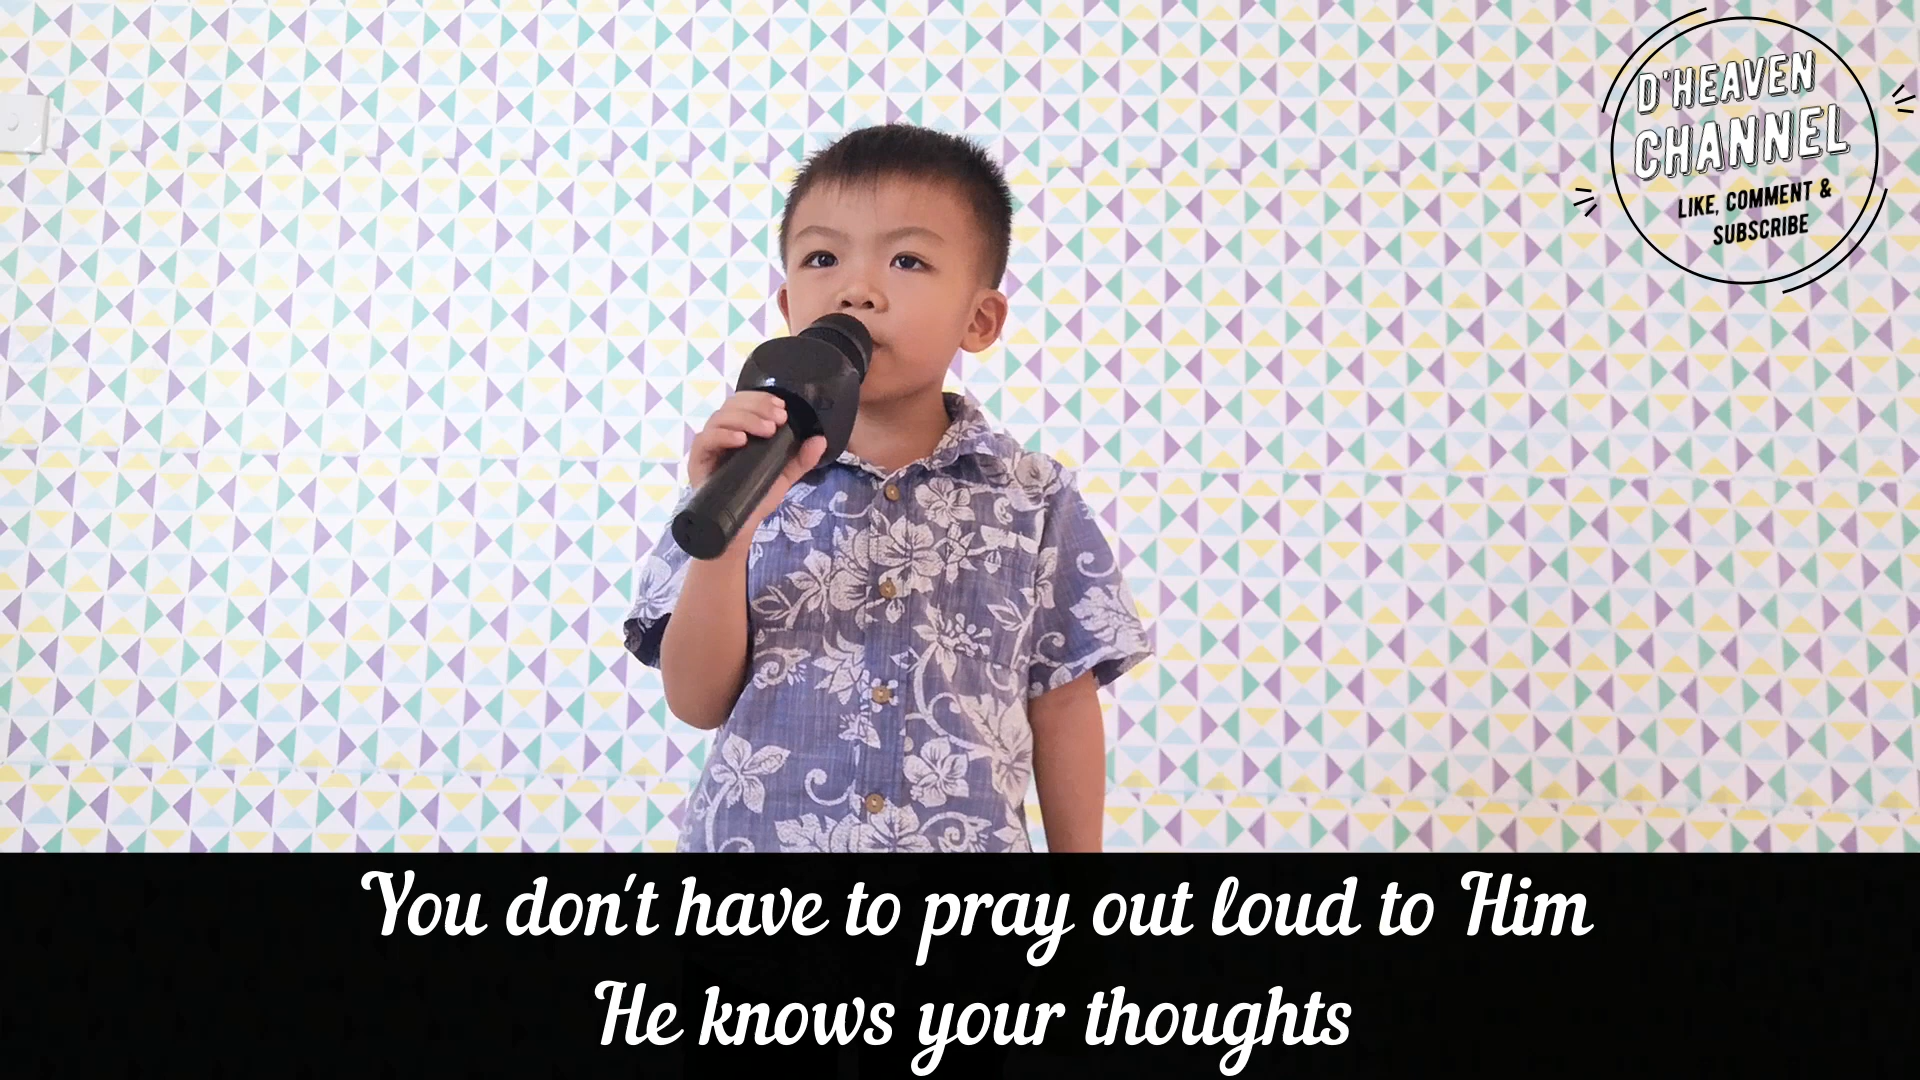 D'HEAVEN
CHANNEL
LIKE, COMMENT &
SUBSCRIBE
You don't have to pray out loud to Him
He knows your thoughts